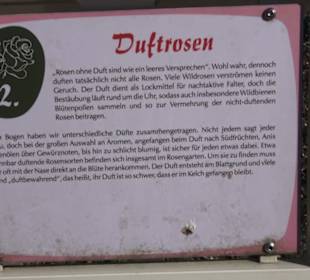 2.
Duftrosen
„Rosen ohne Duft sind wie ein leeres Versprechen“. Wohl wahr, dennoch
duften tatsächlich nicht alle Rosen. Viele Wildrosen verströmen keinen
Geruch. Der Duft dient als Lockmittel für nachtaktive Falter, doch die
Bestäubung läuft rund um die Uhr, sodass auch insbesondere Wildbienen
Blütenpollen sammeln und so zur Vermehrung der nicht-duftenden
Rosen beitragen.
Bogen haben wir unterschiedliche Düfte zusammengetragen. Nicht jedem sagt jeder
zu, doch bei der großen Auswahl an Aromen, angefangen beim Duft nach Südfrüchten, Anis
über Gewürznoten, bis hin zu schlicht blumig, ist sicher für jeden etwas dabei. Etwa
duftende Rosensorten befinden sich insgesamt im Rosengarten. Um sie zu finden muss
oft mit der Nase direkt an die Blüte herankommen. Der Duft entsteht am Blattgrund und viele
„duftbewahrend“, das heißt, ihr Duft ist so schwer, dass er im Kelch gefangen bleibt.